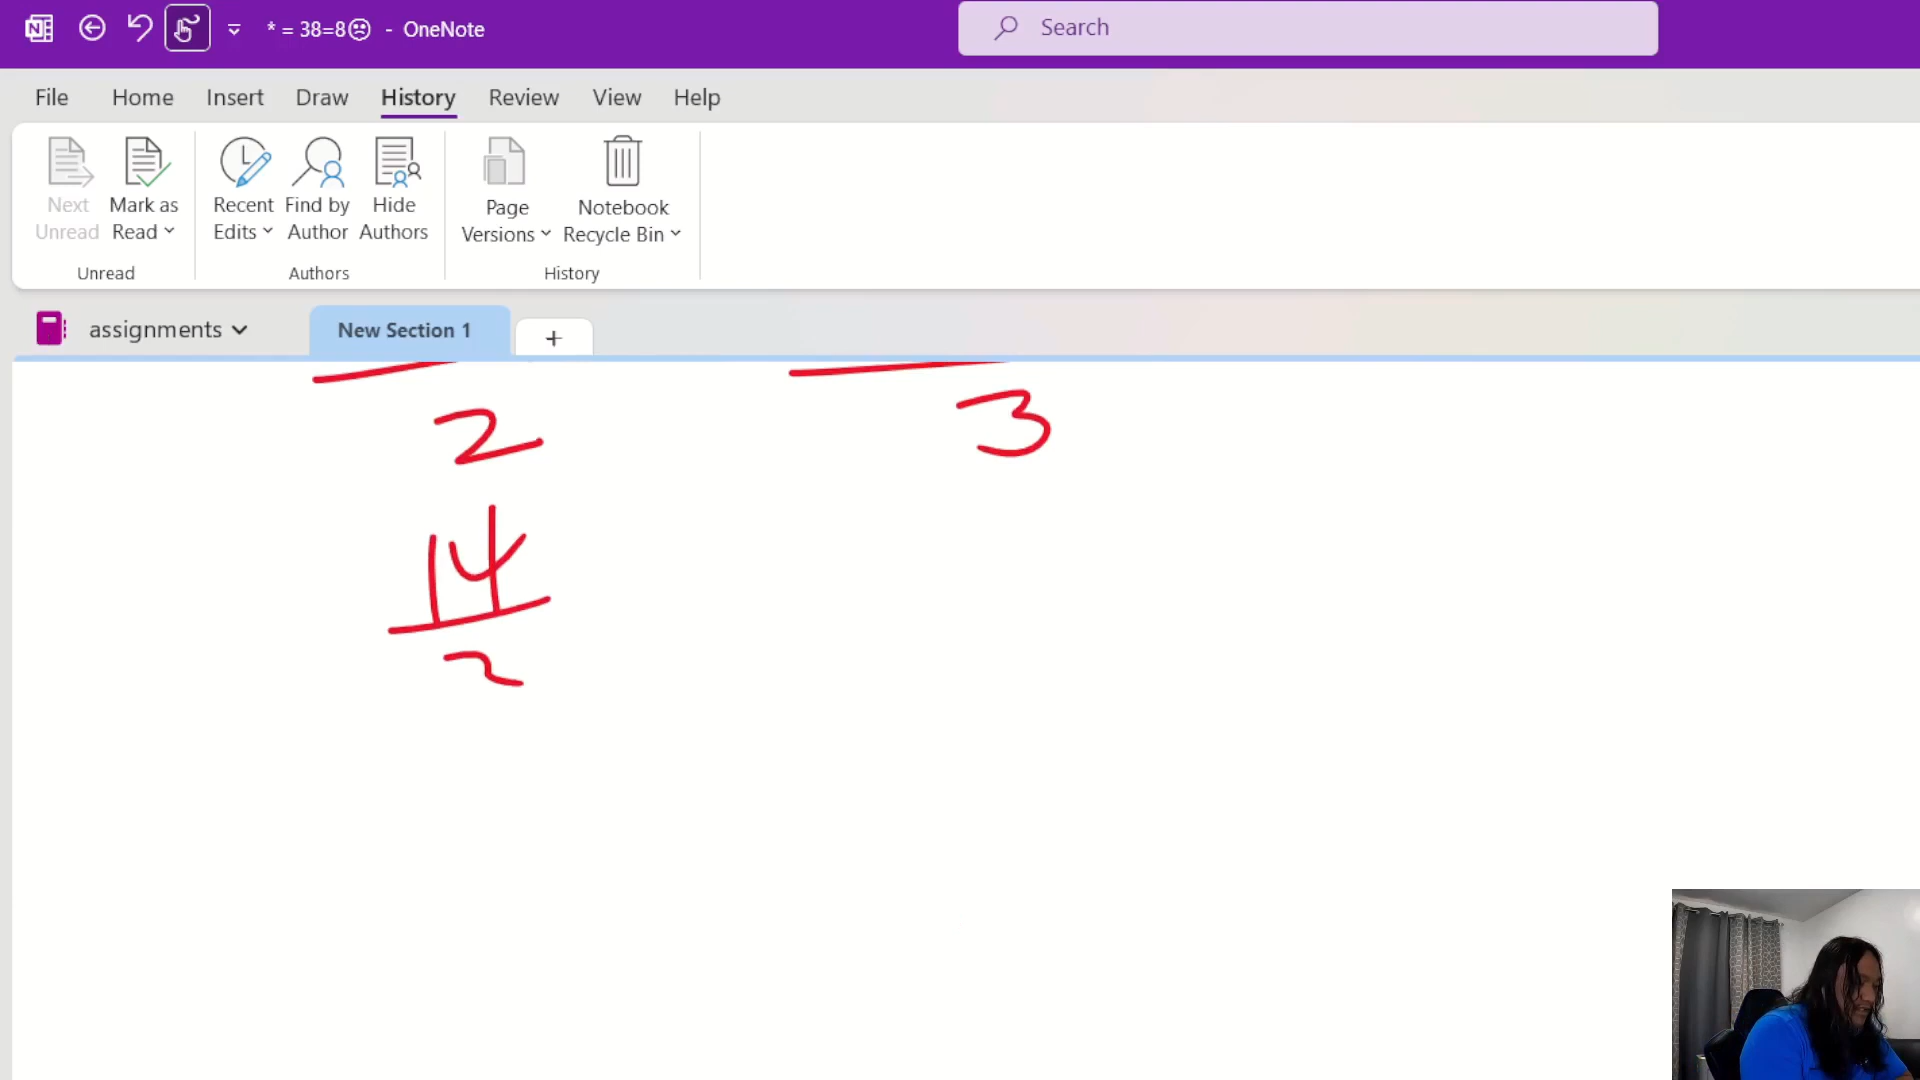 * = 38=8☹ - OneNote
Search
File Home Insert Draw History Review View Help
Next Unread
Mark as Read
Recent Edits
Find by Author
Hide Authors
Page Versions
Notebook Recycle Bin
Unread Authors History
assignments New Section 1 +
2 3
14
2